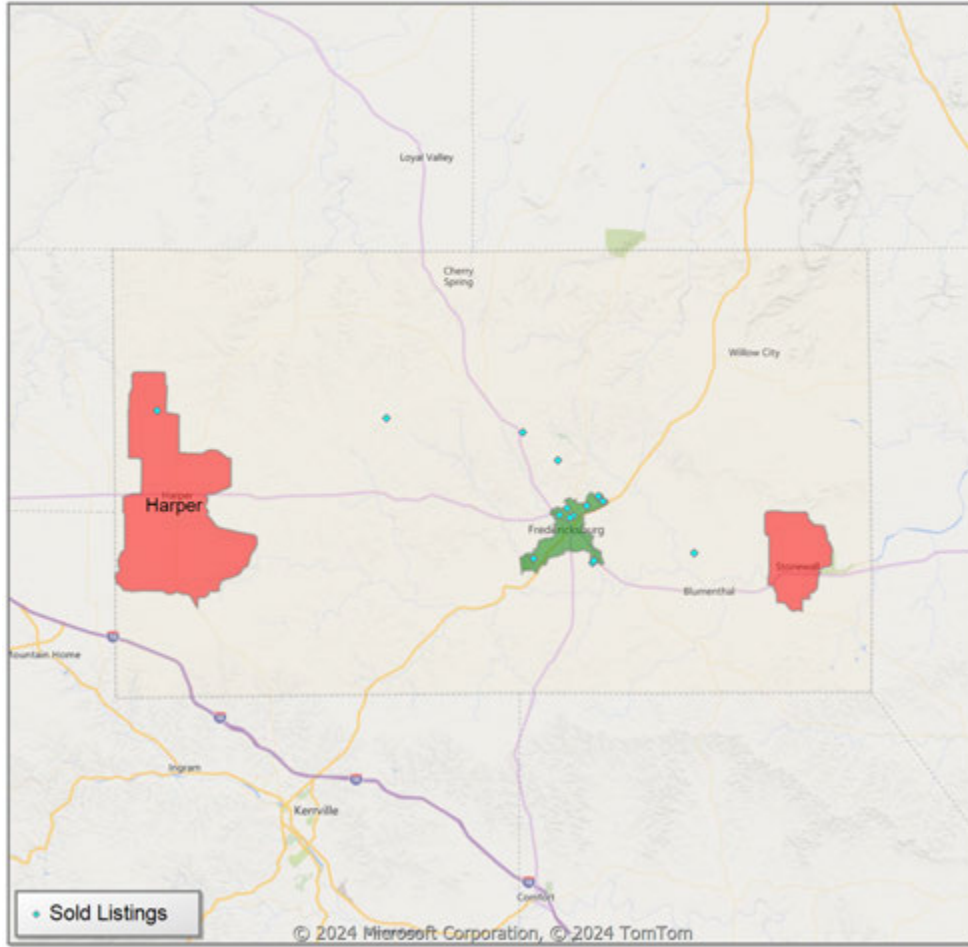 Loyal Valley
Cherry
Spring
Willow City
Harper
Harper
Fredericksburg
Stonewall
Blumenthal
Mountain Home
Ingram
Kerrville
Comfort
Sold Listings
© 2024 Microsoft Corporation, © 2024 TomTom